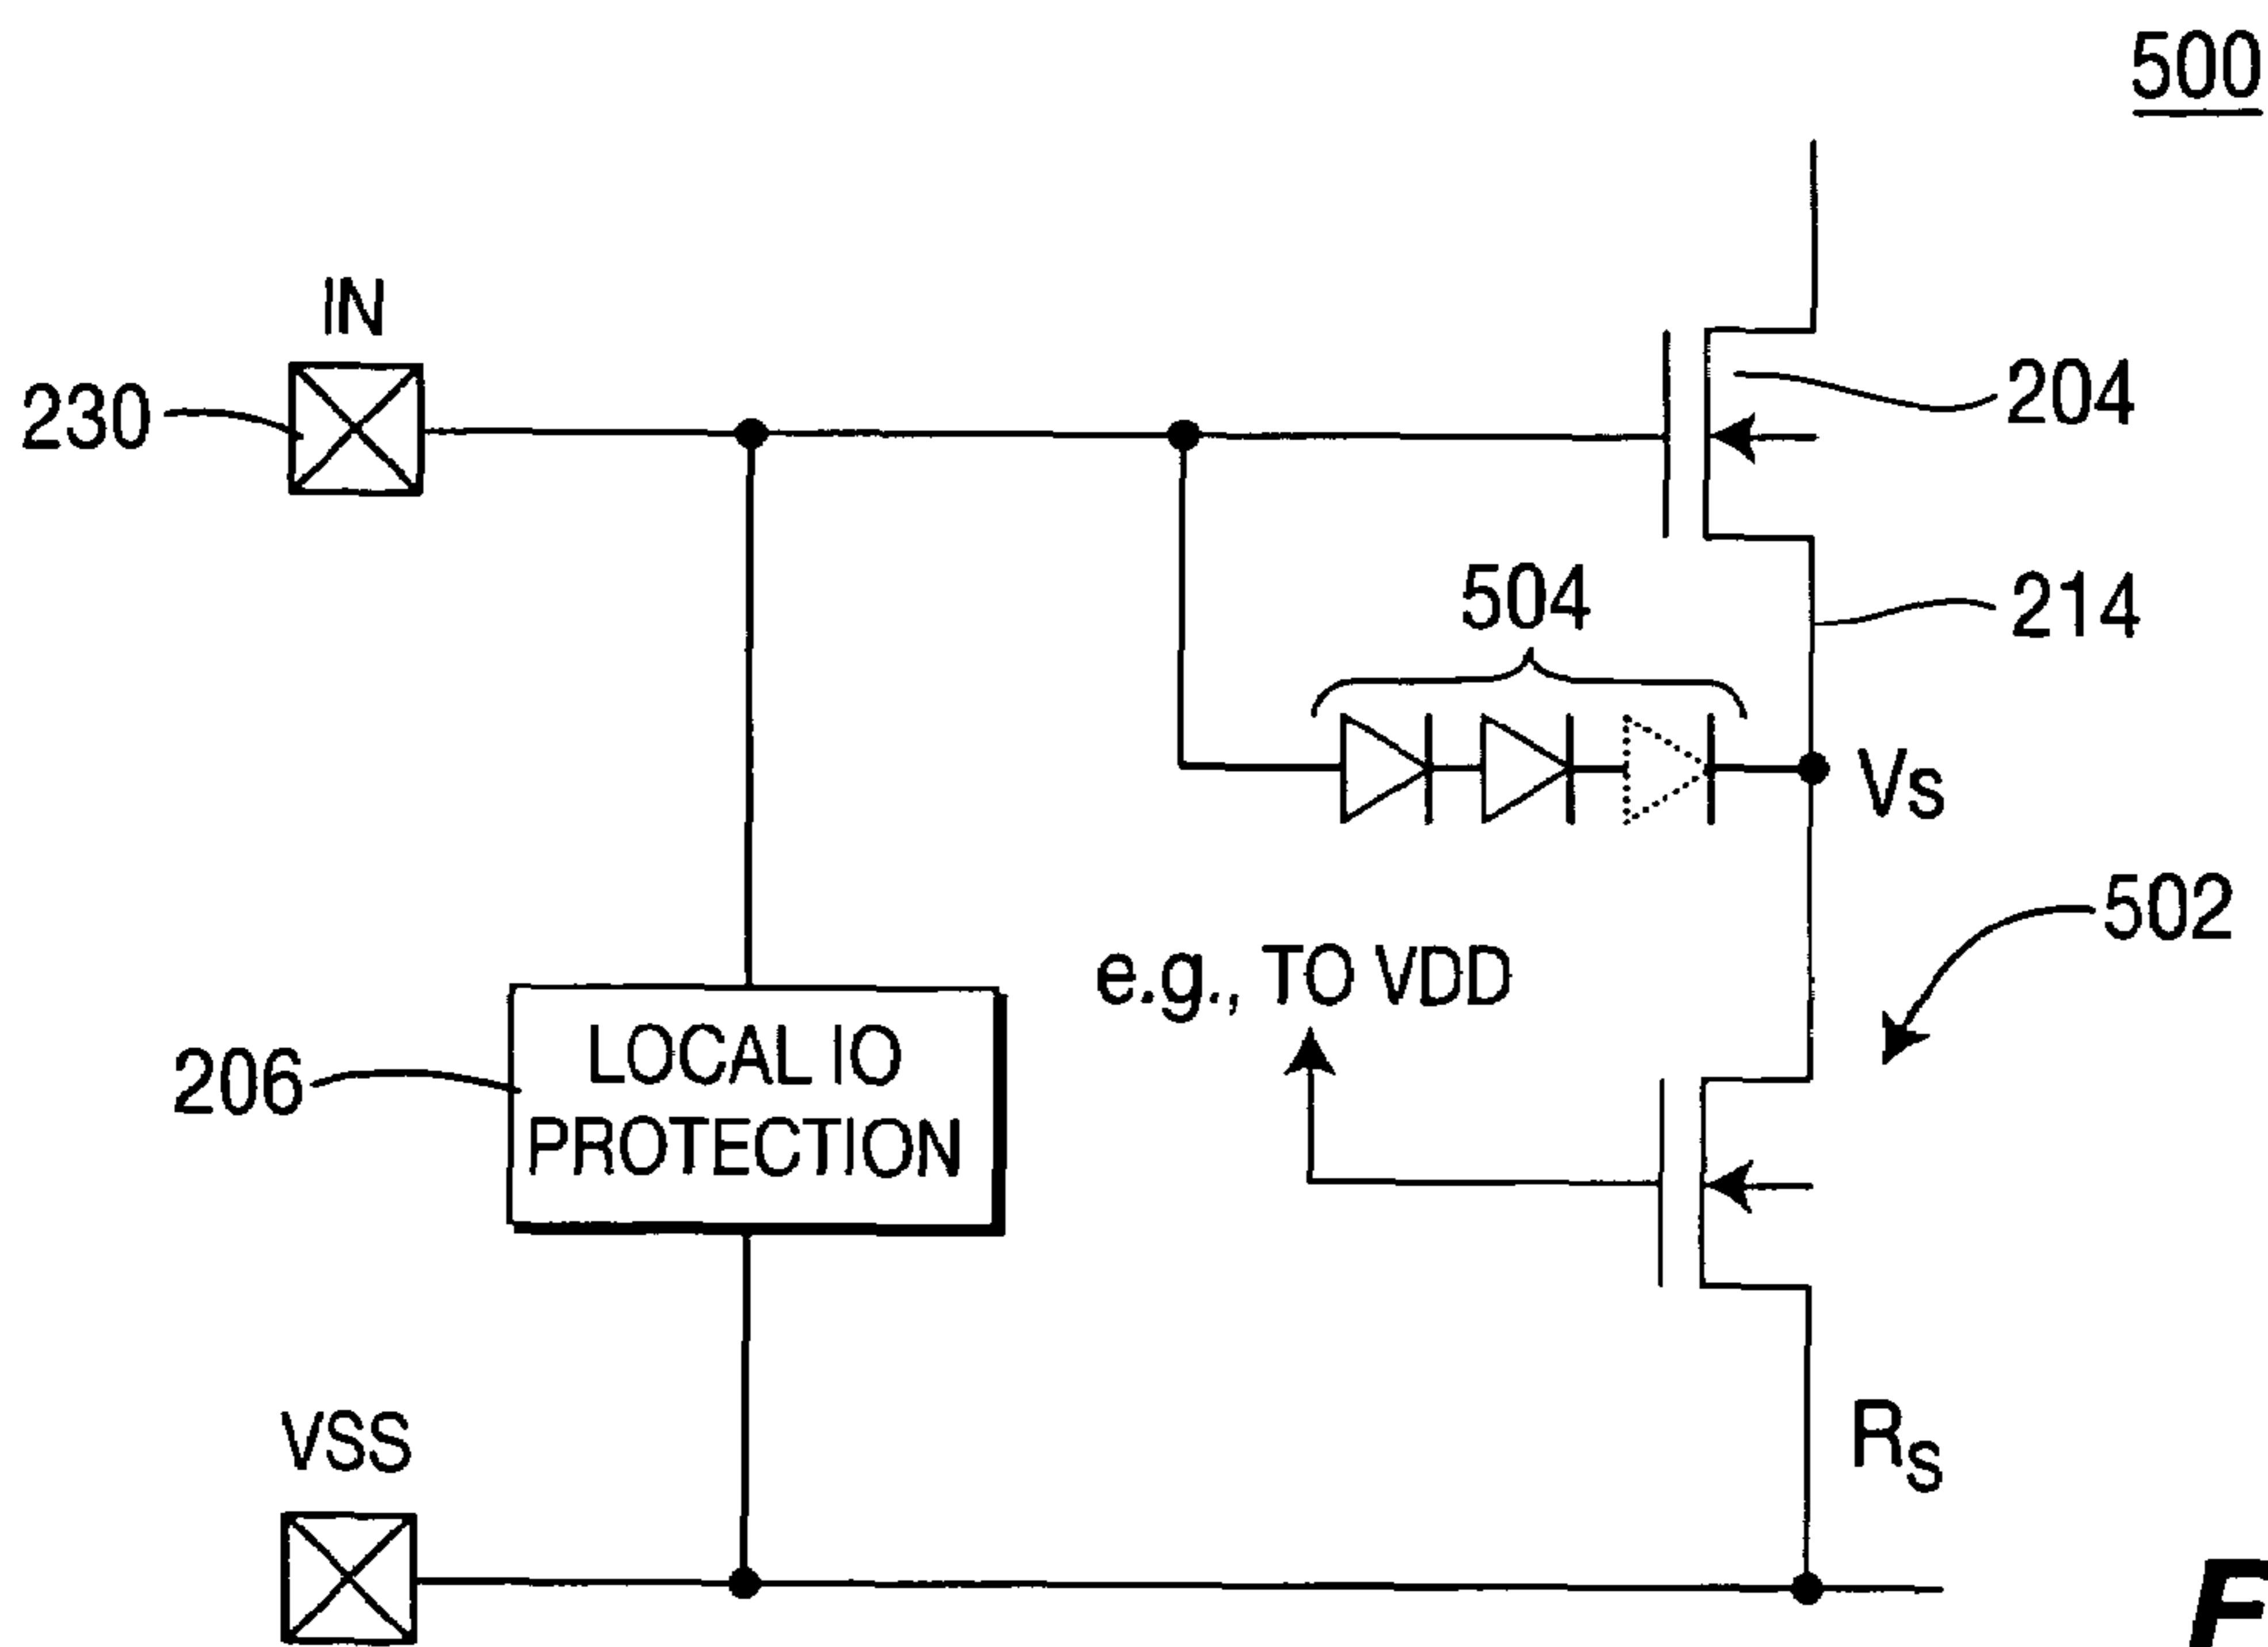 500
IN
230
204
504
214
Vs
502
e.g., TO VDD
206
LOCAL IO
PROTECTION
VSS
RS